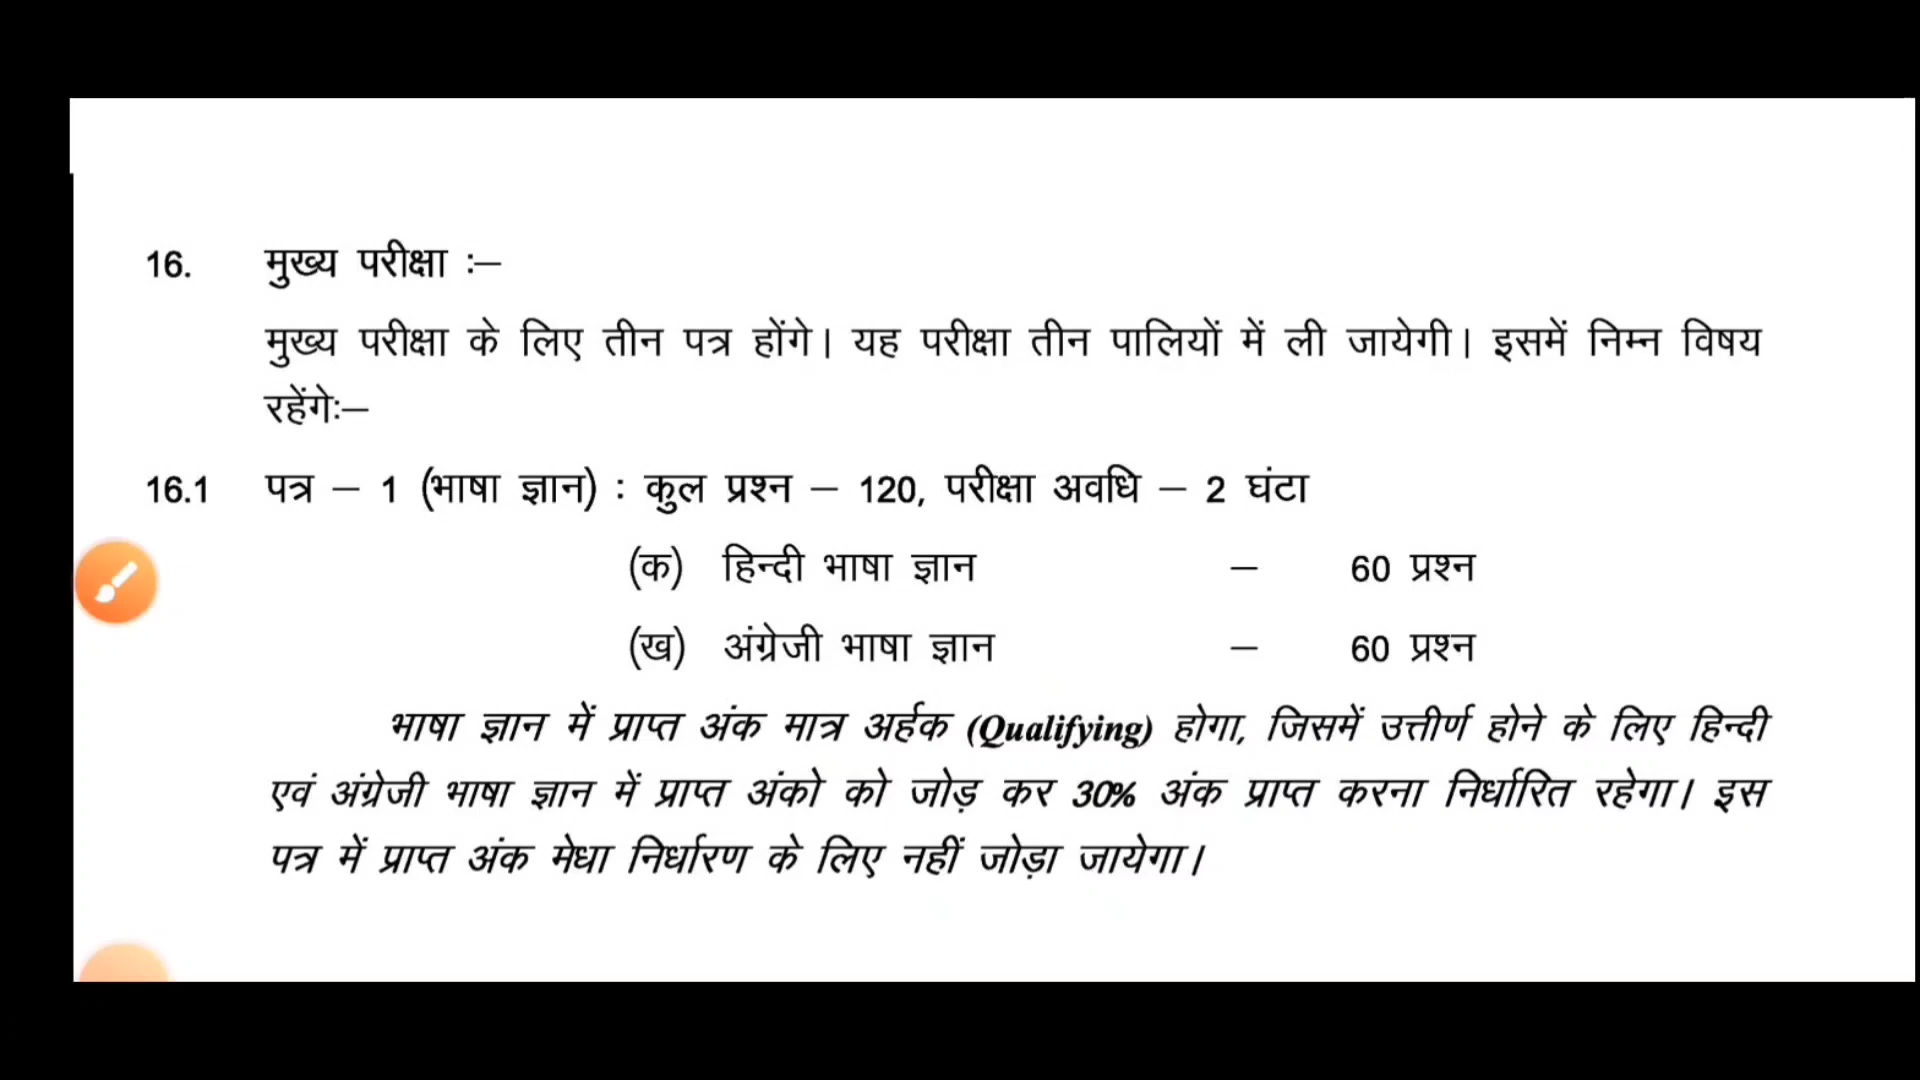 16. मुख्य परीक्षा :–
मुख्य परीक्षा के लिए तीन पत्र होंगे। यह परीक्षा तीन पालियों में ली जायेगी। इसमें निम्न विषय
रहेंगेः–
16.1 पत्र – 1 (भाषा ज्ञान) : कुल प्रश्न – 120, परीक्षा अवधि – 2 घंटा
(क) हिन्दी भाषा ज्ञान – 60 प्रश्न
(ख) अंग्रेजी भाषा ज्ञान – 60 प्रश्न
भाषा ज्ञान में प्राप्त अंक मात्र अर्हक (Qualifying) होगा, जिसमें उत्तीर्ण होने के लिए हिन्दी
एवं अंग्रेजी भाषा ज्ञान में प्राप्त अंको को जोड़ कर 30% अंक प्राप्त करना निर्धारित रहेगा। इस
पत्र में प्राप्त अंक मेधा निर्धारण के लिए नहीं जोड़ा जायेगा।